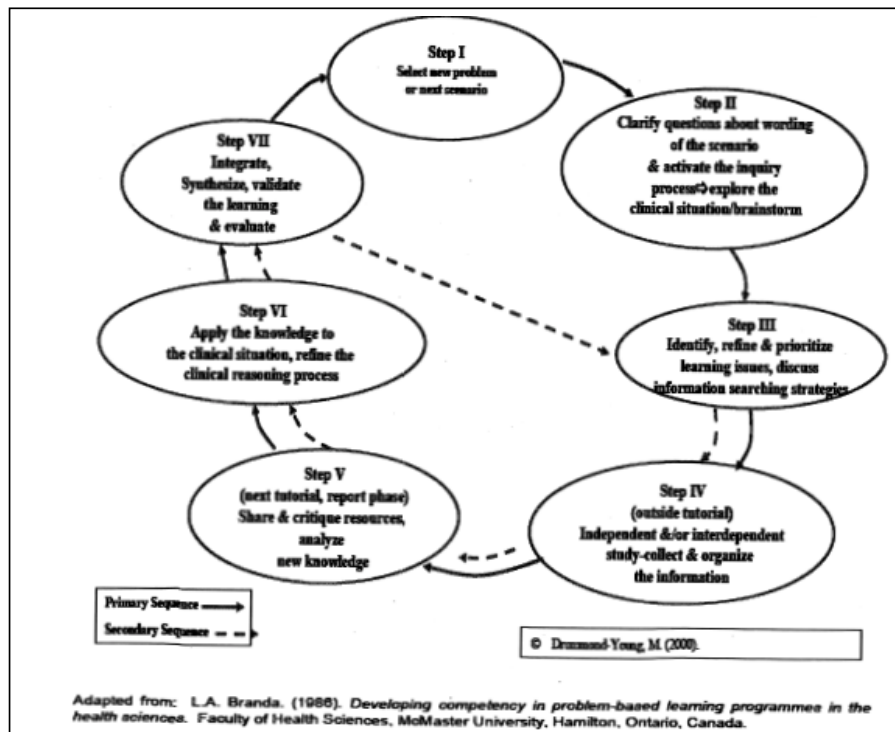 Step I
Select new problem
or next scenario
Step II
Clarify questions about wording
of the scenario
& activate the inquiry
process⇨explore the
clinical situation/brainstorm
Step III
Identify, refine & prioritize
learning issues, discuss
information searching strategies
Step IV
(outside tutorial)
Independent &/or interdependent
study-collect & organize
the information
Step V
(next tutorial, report phase)
Share & critique resources,
analyze
new knowledge
Step VI
Apply the knowledge to
the clinical situation, refine the
clinical reasoning process
Step VII
Integrate,
Synthesize, validate
the learning
& evaluate
Primary Sequence
Secondary Sequence
© Drummond-Young, M. (2000).
Adapted from: L.A. Branda. (1986). Developing competency in problem-based learning programmes in the
health sciences. Faculty of Health Sciences, McMaster University, Hamilton, Ontario, Canada.